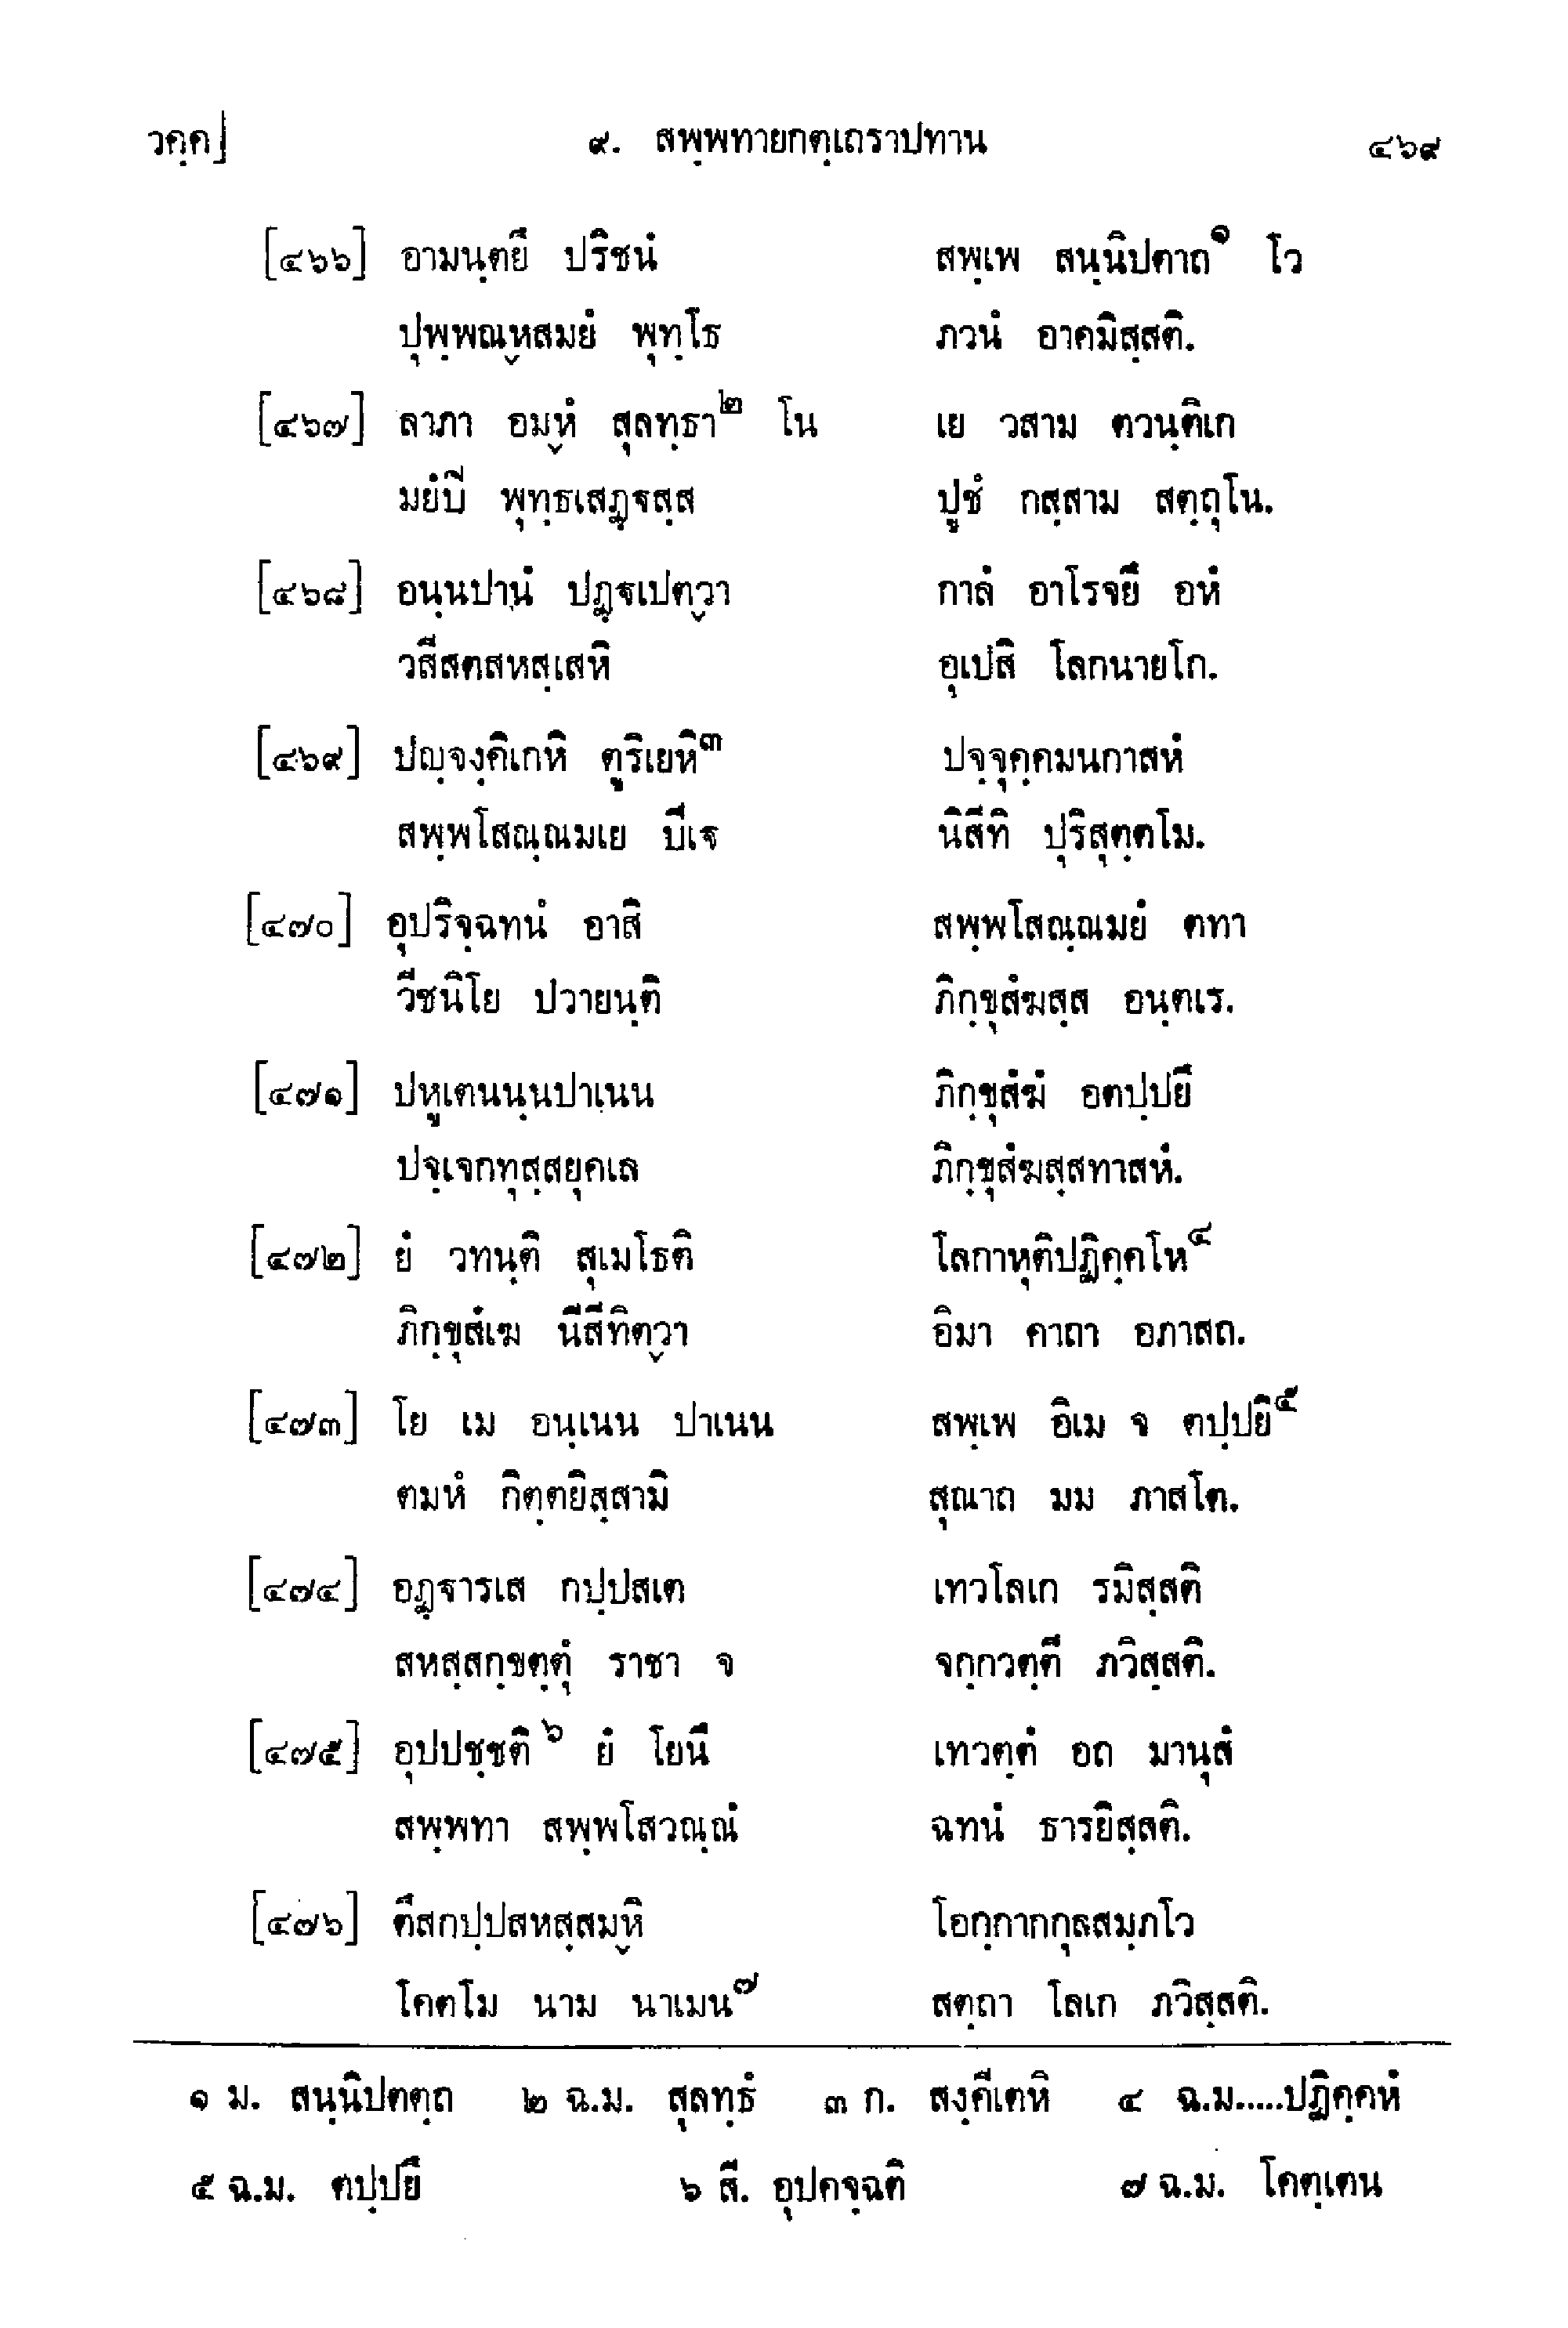 วคฺค] ๙. สพฺพทายกตฺเถราปทาน ๔๖๙
[๔๖๖] อามนฺตยึ ปริชนํ สพฺเพ สนฺนิปตาถ๑ โว
ปุพฺพณฺหสมยํ พุทฺโธ ภวนํ อาคมิสฺสติ.
[๔๖๗] ลาภา อมฺหํ สุลทฺธา๒ โน เย วสาม ตวนฺติเก
มยํปิ พุทฺธเสฏฺฐสฺส ปูชํ กสฺสาม สตฺถุโน.
[๔๖๘] อนฺนปานํ ปฏฺฐเปตฺวา กาลํ อาโรจยึ อหํ
วสีสตสหสฺเสหิ อุเปสิ โลกนายโก.
[๔๖๙] ปญฺจงฺคิเกหิ ตูริเยหิ๓ ปจฺจุคฺคมนกาสหํ
สพฺพโสณฺณมเย ปีเฐ นิสีทิ ปุริสุตฺตโม.
[๔๗๐] อุปริจฺฉทนํ อาสิ สพฺพโสณฺณมยํ ตทา
วีชนิโย ปวายนฺติ ภิกฺขุสํฆสฺส อนฺตเร.
[๔๗๑] ปหูเตนนฺนปาเนน ภิกฺขุสํฆํ อตปฺปยึ
ปจฺเจกทุสฺสยุคเล ภิกฺขุสํฆสฺสทาสหํ.
[๔๗๒] ยํ วทนฺติ สุเมโธติ โลกาหุติปฏิคฺคโห๔
ภิกฺขุสํเฆ นิสีทิตฺวา อิมา คาถา อภาสถ.
[๔๗๓] โย เม อนฺเนน ปาเนน สพฺเพ อิเม จ ตปฺปยิ๕
ตมหํ กิตฺตยิสฺสามิ สุณาถ มม ภาสโต.
[๔๗๔] อฏฺฐารเส กปฺปสเต เทวโลเก รมิสฺสติ
สหสฺสกฺขตฺตุํ ราชา จ จกฺกวตฺตี ภวิสฺสติ.
[๔๗๕] อุปปชฺชติ๖ ยํ โยนึ เทวตฺตํ อถ มานุสํ
สพฺพทา สพฺพโสวณฺณํ ฉทนํ ธารยิสฺสติ.
[๔๗๖] ตึสกปฺปสหสฺสมฺหิ โอกฺกากกุลสมฺภโว
โคตโม นาม นาเมน๗ สตฺถา โลเก ภวิสฺสติ.
๑ ม. สนฺนิปตตฺถ ๒ ฉ.ม. สุลทฺธํ ๓ ก. สงฺคีเตหิ ๔ ฉ.ม.....ปฏิคฺคหํ
๕ ฉ.ม. ตปฺปยึ ๖ สี. อุปคจฺฉติ ๗ ฉ.ม. โคตฺเตน